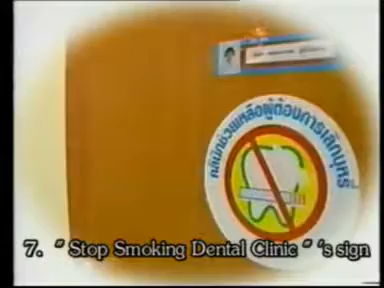 คลินิกช่วยเหลือผู้ต้องการเลิกบุหรี่
7. " Stop Smoking Dental Clinic " 's sign